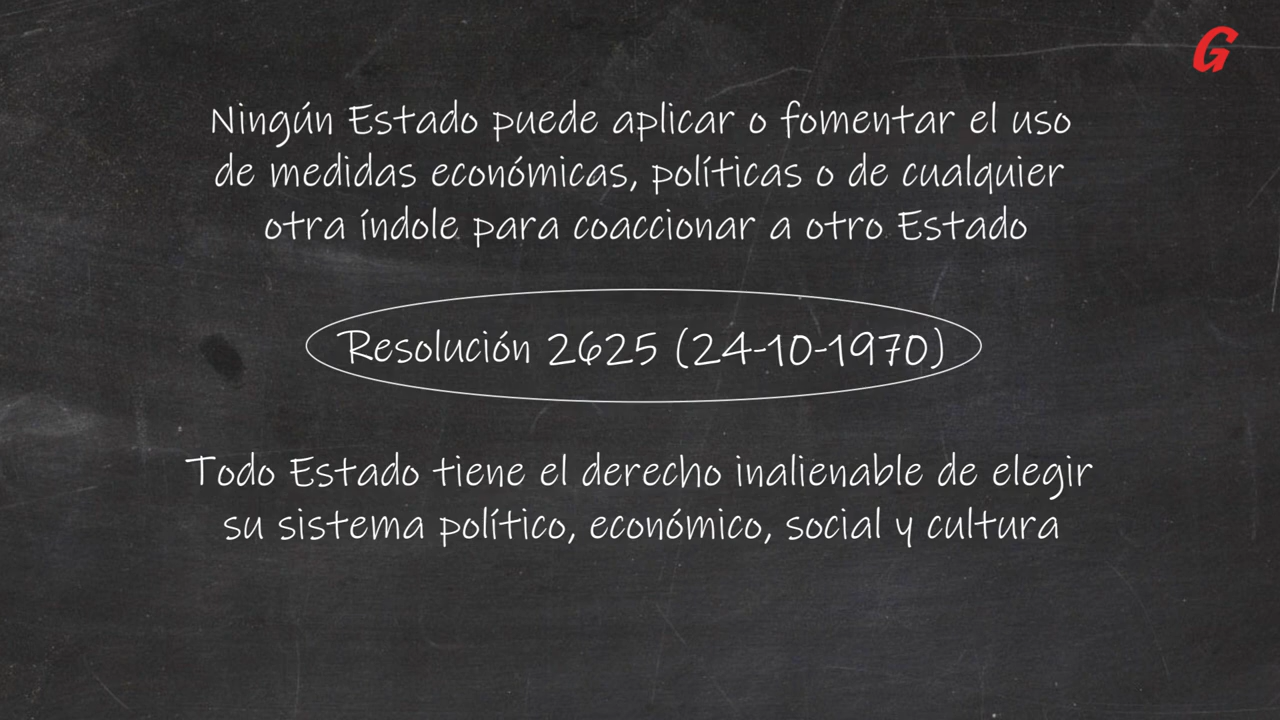 G
Ningún Estado puede aplicar o fomentar el uso
de medidas económicas, políticas o de cualquier
otra índole para coaccionar a otro Estado
Resolución 2625 (24-10-1970)
Todo Estado tiene el derecho inalienable de elegir
su sistema político, económico, social y cultura